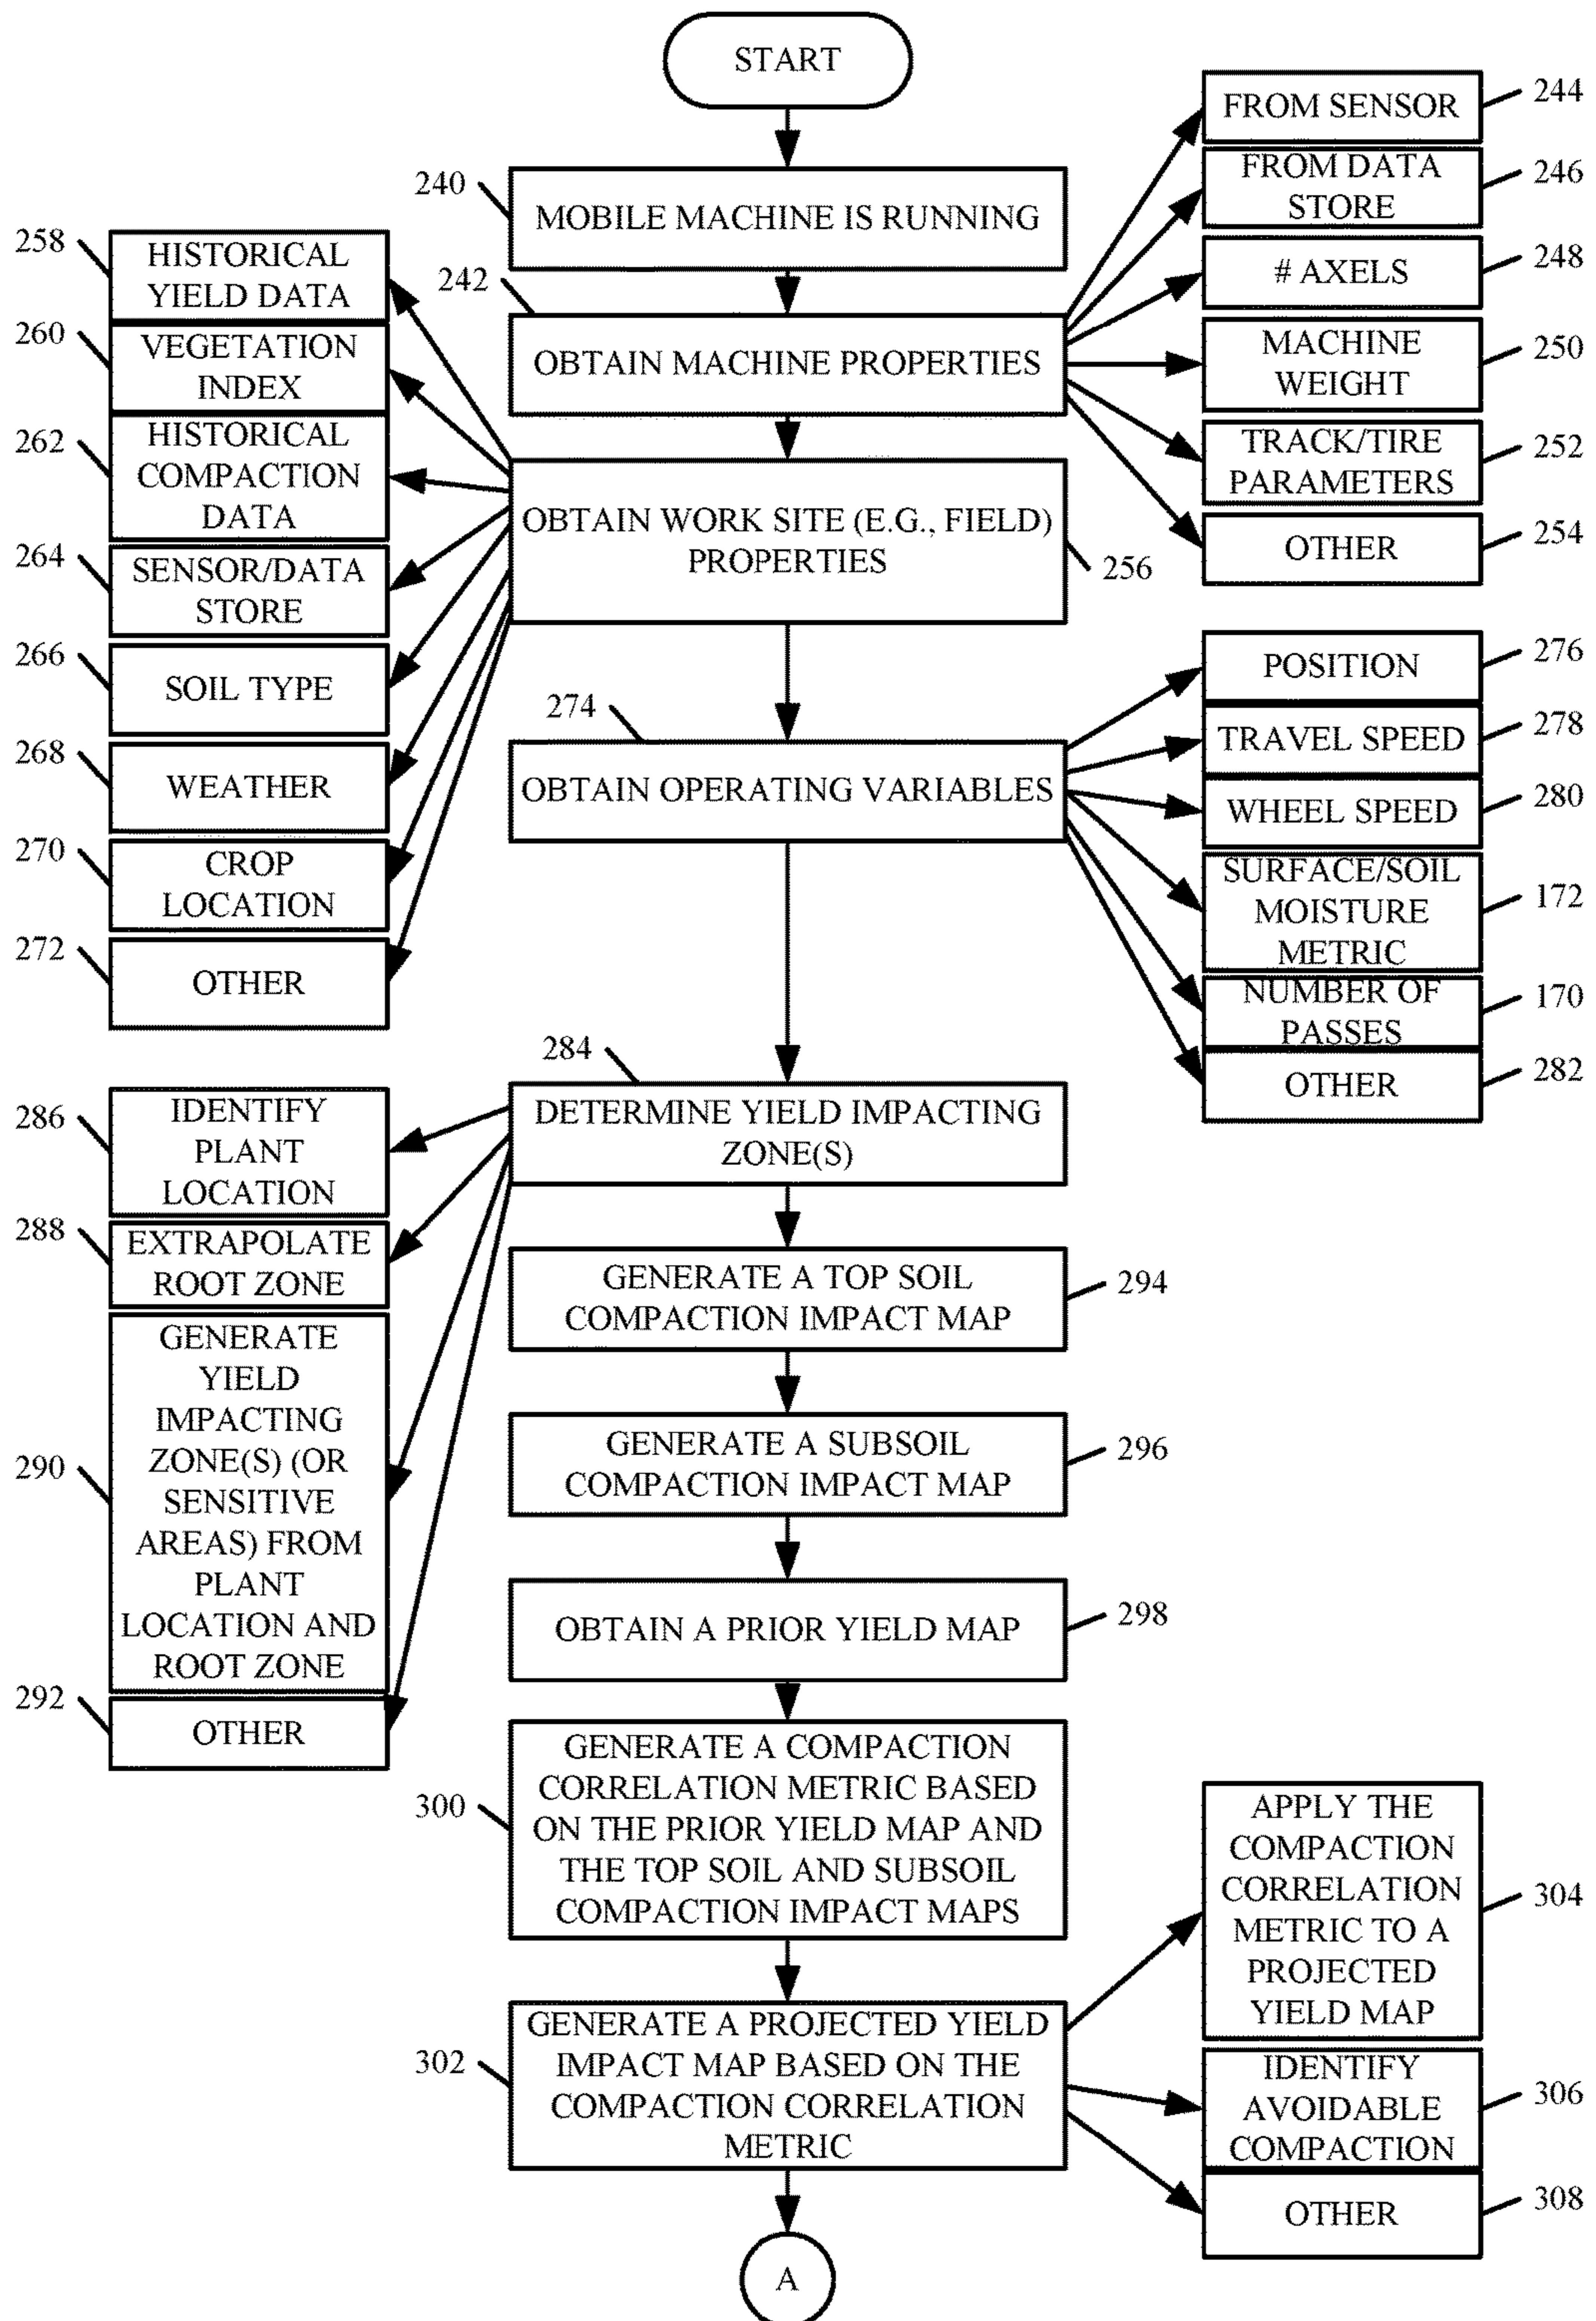 START
240
MOBILE MACHINE IS RUNNING
242
OBTAIN MACHINE PROPERTIES
FROM SENSOR
244
FROM DATA
STORE
246
# AXELS
248
MACHINE
WEIGHT
250
TRACK/TIRE
PARAMETERS
252
OTHER
254
OBTAIN WORK SITE (E.G., FIELD)
PROPERTIES
256
258
HISTORICAL
YIELD DATA
260
VEGETATION
INDEX
262
HISTORICAL
COMPACTION
DATA
264
SENSOR/DATA
STORE
266
SOIL TYPE
268
WEATHER
270
CROP
LOCATION
272
OTHER
274
OBTAIN OPERATING VARIABLES
POSITION
276
TRAVEL SPEED
278
WHEEL SPEED
280
SURFACE/SOIL
MOISTURE
METRIC
172
NUMBER OF
PASSES
170
OTHER
282
284
DETERMINE YIELD IMPACTING
ZONE(S)
286
IDENTIFY
PLANT
LOCATION
288
EXTRAPOLATE
ROOT ZONE
290
GENERATE
YIELD
IMPACTING
ZONE(S) (OR
SENSITIVE
AREAS) FROM
PLANT
LOCATION AND
ROOT ZONE
292
OTHER
GENERATE A TOP SOIL
COMPACTION IMPACT MAP
294
GENERATE A SUBSOIL
COMPACTION IMPACT MAP
296
OBTAIN A PRIOR YIELD MAP
298
300
GENERATE A COMPACTION
CORRELATION METRIC BASED
ON THE PRIOR YIELD MAP AND
THE TOP SOIL AND SUBSOIL
COMPACTION IMPACT MAPS
302
GENERATE A PROJECTED YIELD
IMPACT MAP BASED ON THE
COMPACTION CORRELATION
METRIC
APPLY THE
COMPACTION
CORRELATION
METRIC TO A
PROJECTED
YIELD MAP
304
IDENTIFY
AVOIDABLE
COMPACTION
306
OTHER
308
A